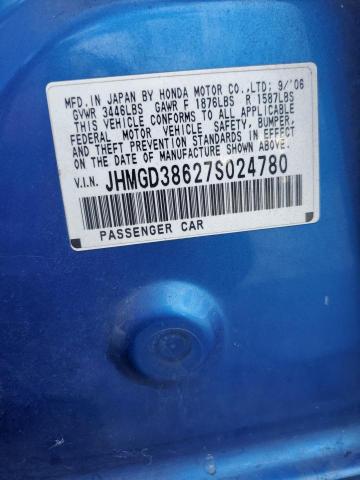 MFD. IN JAPAN BY HONDA MOTOR CO.,LTD; 9/'06
GVWR 3446LBS GAWR F 1876LBS R 1587LBS
THIS VEHICLE CONFORMS TO ALL APPLICABLE
FEDERAL MOTOR VEHICLE SAFETY, BUMPER,
AND THEFT PREVENTION STANDARDS IN EFFECT
ON THE DATE OF MANUFACTURE SHOWN ABOVE.
V.I.N. JHMGD38627S024780
PASSENGER CAR